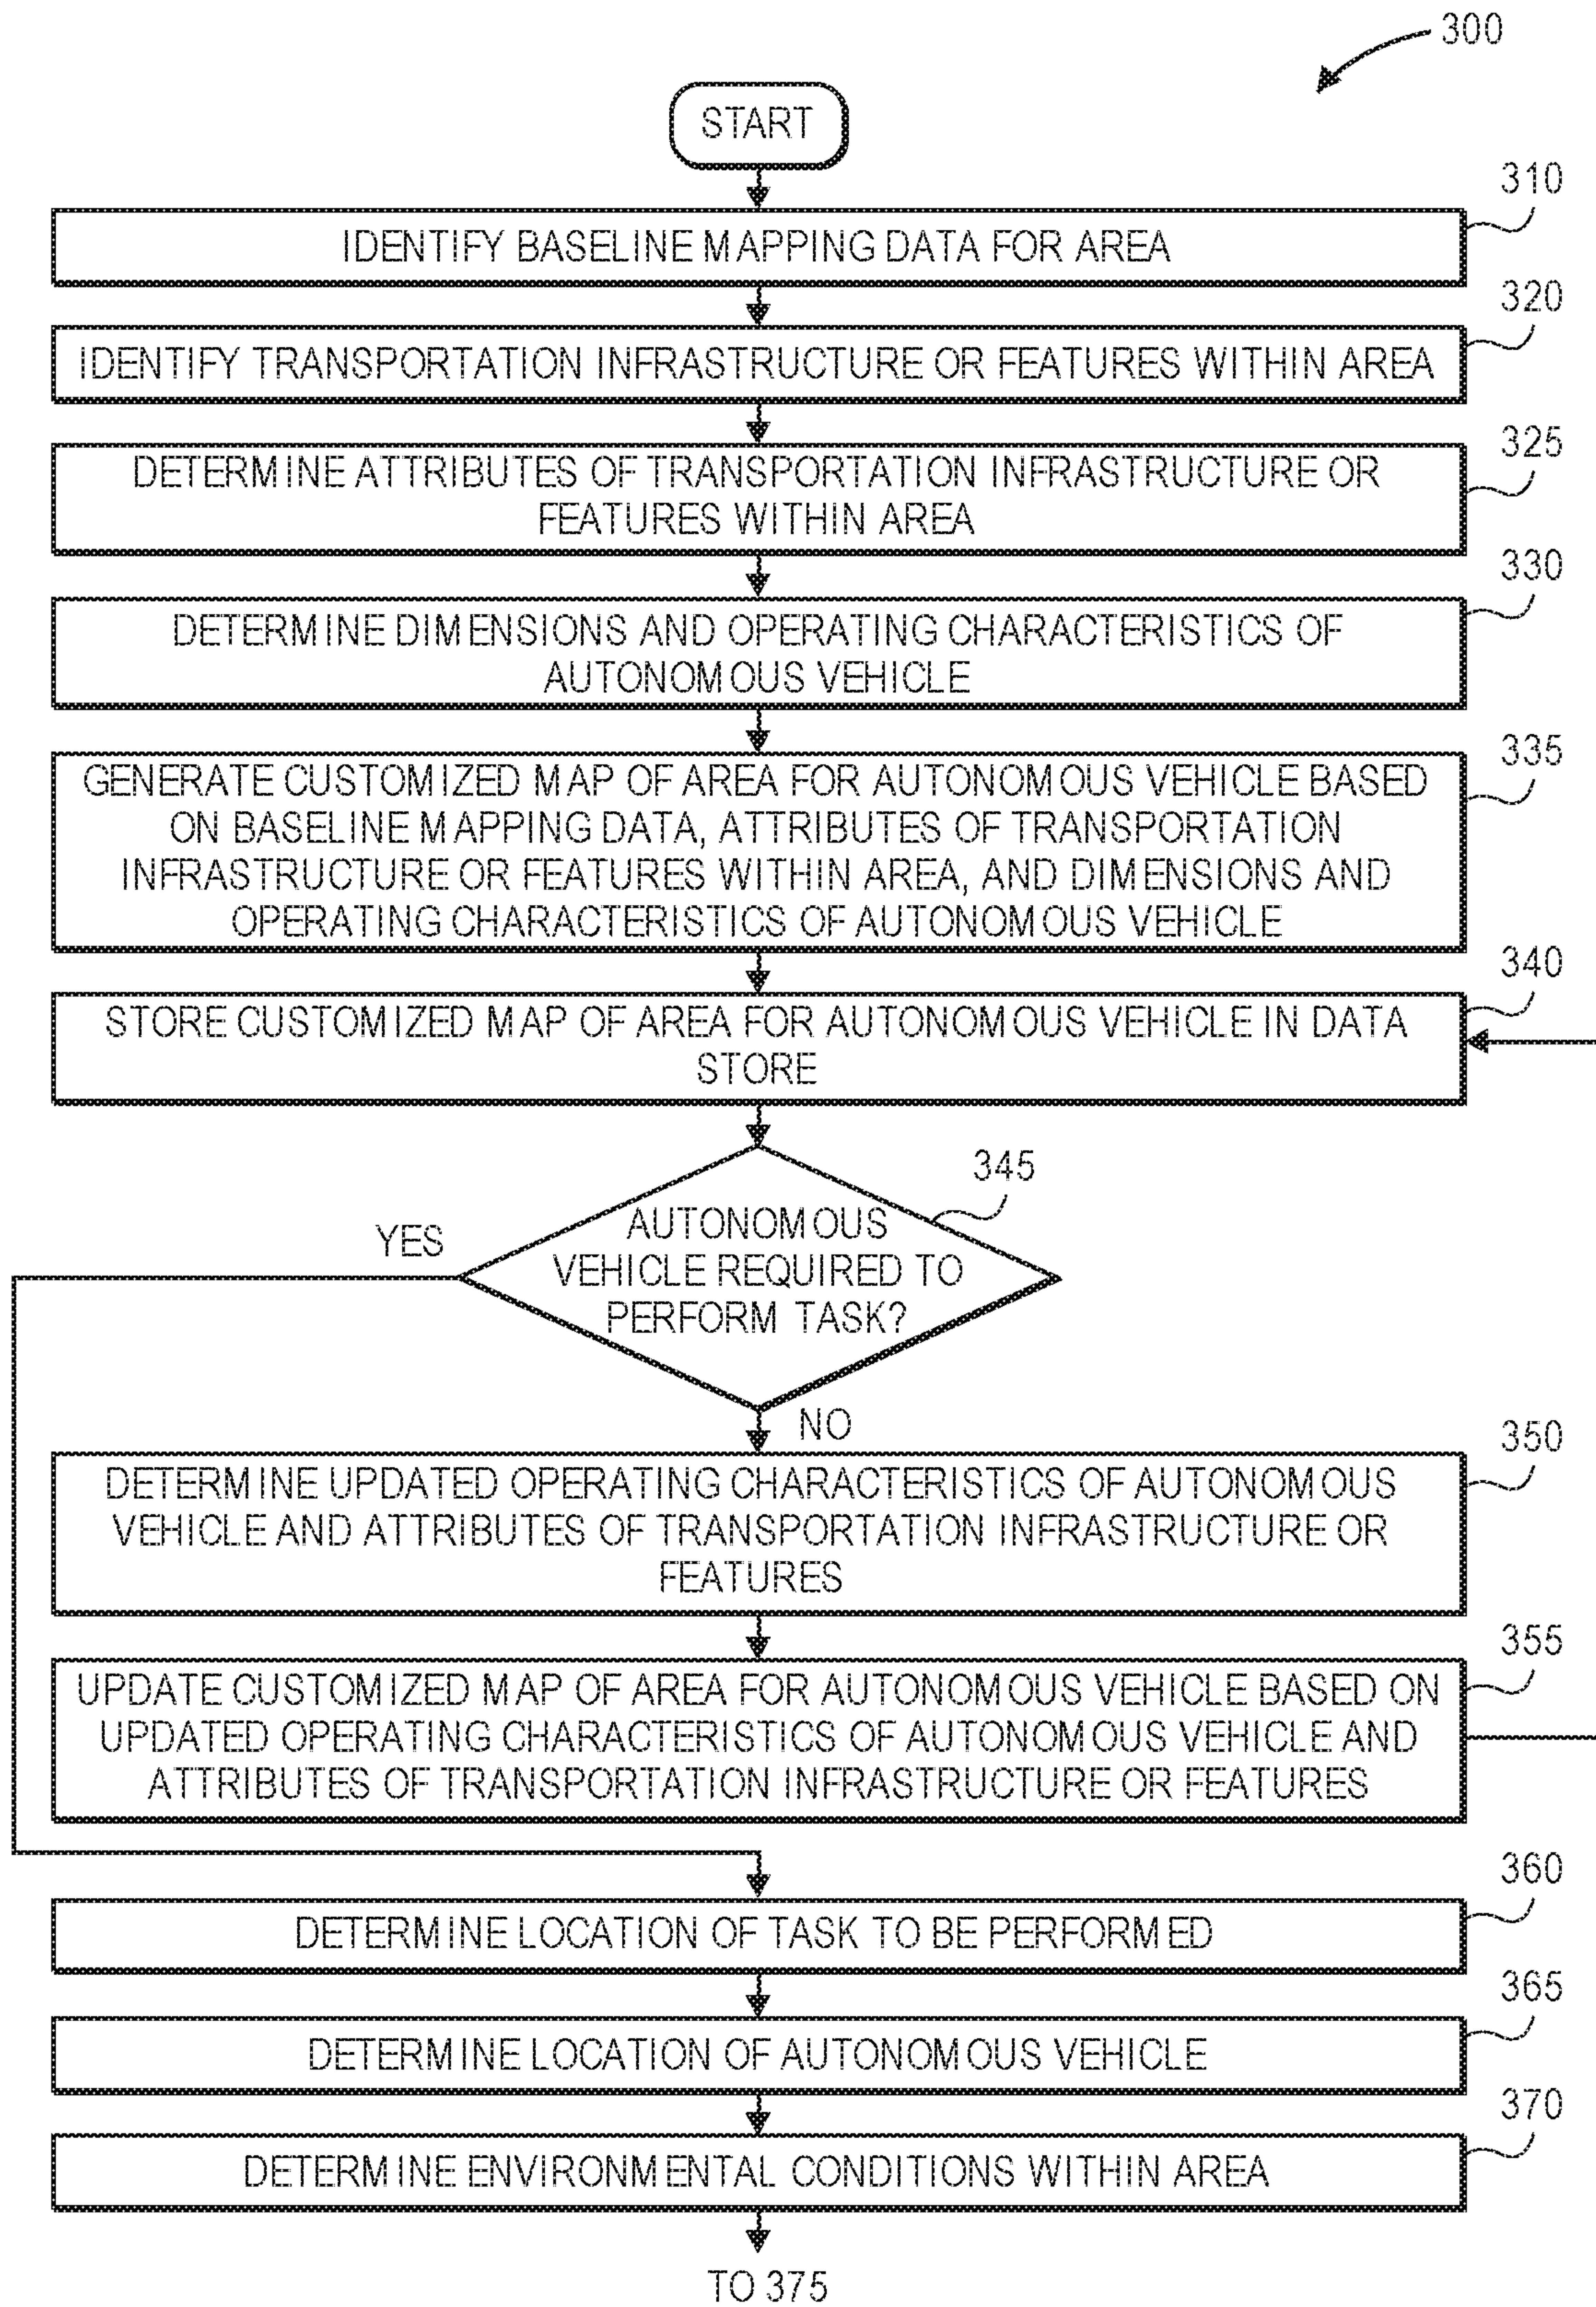 300
START
310
IDENTIFY BASELINE MAPPING DATA FOR AREA
320
IDENTIFY TRANSPORTATION INFRASTRUCTURE OR FEATURES WITHIN AREA
325
DETERMINE ATTRIBUTES OF TRANSPORTATION INFRASTRUCTURE OR
FEATURES WITHIN AREA
330
DETERMINE DIMENSIONS AND OPERATING CHARACTERISTICS OF
AUTONOMOUS VEHICLE
335
GENERATE CUSTOMIZED MAP OF AREA FOR AUTONOMOUS VEHICLE BASED
ON BASELINE MAPPING DATA, ATTRIBUTES OF TRANSPORTATION
INFRASTRUCTURE OR FEATURES WITHIN AREA, AND DIMENSIONS AND
OPERATING CHARACTERISTICS OF AUTONOMOUS VEHICLE
340
STORE CUSTOMIZED MAP OF AREA FOR AUTONOMOUS VEHICLE IN DATA
STORE
345
YES
AUTONOMOUS
VEHICLE REQUIRED TO
PERFORM TASK?
NO
350
DETERMINE UPDATED OPERATING CHARACTERISTICS OF AUTONOMOUS
VEHICLE AND ATTRIBUTES OF TRANSPORTATION INFRASTRUCTURE OR
FEATURES
355
UPDATE CUSTOMIZED MAP OF AREA FOR AUTONOMOUS VEHICLE BASED ON
UPDATED OPERATING CHARACTERISTICS OF AUTONOMOUS VEHICLE AND
ATTRIBUTES OF TRANSPORTATION INFRASTRUCTURE OR FEATURES
360
DETERMINE LOCATION OF TASK TO BE PERFORMED
365
DETERMINE LOCATION OF AUTONOMOUS VEHICLE
370
DETERMINE ENVIRONMENTAL CONDITIONS WITHIN AREA
TO 375